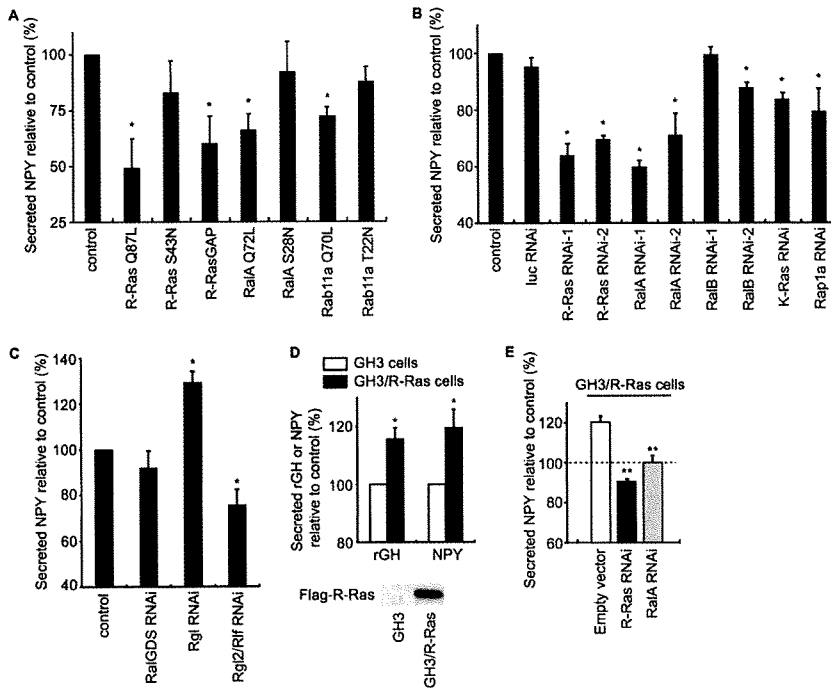 A
Secreted NPY relative to control (%)
100
75
50
25
*
*
*
*
control
R-Ras Q87L
R-Ras S43N
R-RasGAP
RalA Q72L
RalA S28N
Rab11a Q70L
Rab11a T22N
B
Secreted NPY relative to control (%)
100
80
60
40
*
*
*
*
*
*
*
control
luc RNAi
R-Ras RNAi-1
R-Ras RNAi-2
RalA RNAi-1
RalA RNAi-2
RalB RNAi-1
RalB RNAi-2
K-Ras RNAi
Rap1a RNAi
C
Secreted NPY relative to control (%)
140
120
100
80
60
40
*
*
control
RalGDS RNAi
Rgl RNAi
Rgl2/Rlf RNAi
D
GH3 cells
GH3/R-Ras cells
Secreted rGH or NPY
relative to control (%)
120
100
80
*
*
rGH
NPY
Flag-R-Ras
GH3
GH3/R-Ras
E
GH3/R-Ras cells
Secreted NPY relative to control (%)
120
100
80
60
**
**
Empty vector
R-Ras RNAi
RalA RNAi